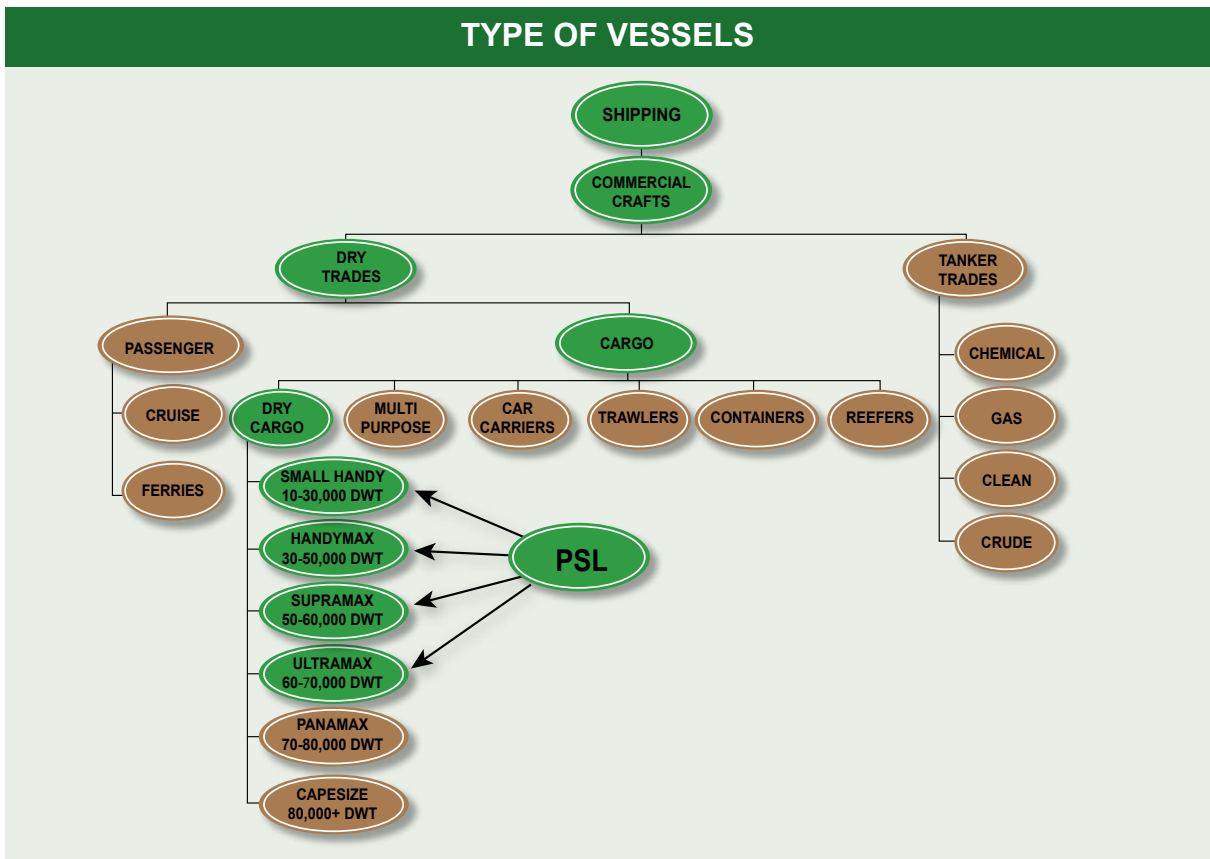 TYPE OF VESSELS
SHIPPING
COMMERCIAL
CRAFTS
DRY
TRADES
TANKER
TRADES
PASSENGER
CARGO
CRUISE
FERRIES
DRY
CARGO
MULTI
PURPOSE
CAR
CARRIERS
TRAWLERS
CONTAINERS
REEFERS
CHEMICAL
GAS
CLEAN
CRUDE
SMALL HANDY
10-30,000 DWT
HANDYMAX
30-50,000 DWT
SUPRAMAX
50-60,000 DWT
ULTRAMAX
60-70,000 DWT
PANAMAX
70-80,000 DWT
CAPESIZE
80,000+ DWT
PSL